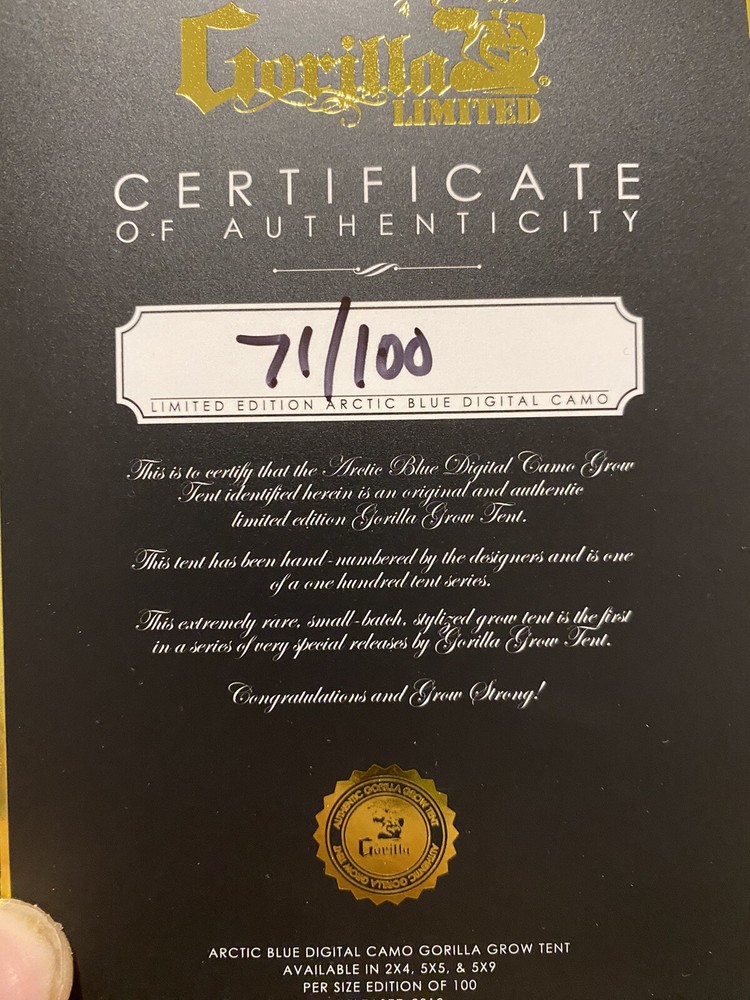 Gorilla
LIMITED
CERTIFICATE
OF AUTHENTICITY
71/100
LIMITED EDITION ARCTIC BLUE DIGITAL CAMO
This is to certify that the Arctic Blue Digital Camo Grow
Tent identified herein is an original and authentic
limited edition Gorilla Grow Tent.
This tent has been hand-numbered by the designers and is one
of a one hundred tent series.
This extremely rare, small-batch, stylized grow tent is the first
in a series of very special releases by Gorilla Grow Tent.
Congratulations and Grow Strong!
AUTHENTIC GORILLA GROW TENT
Gorilla
AUTHENTIC GORILLA GROW TENT
ARCTIC BLUE DIGITAL CAMO GORILLA GROW TENT
AVAILABLE IN 2X4, 5X5, & 5X9
PER SIZE EDITION OF 100